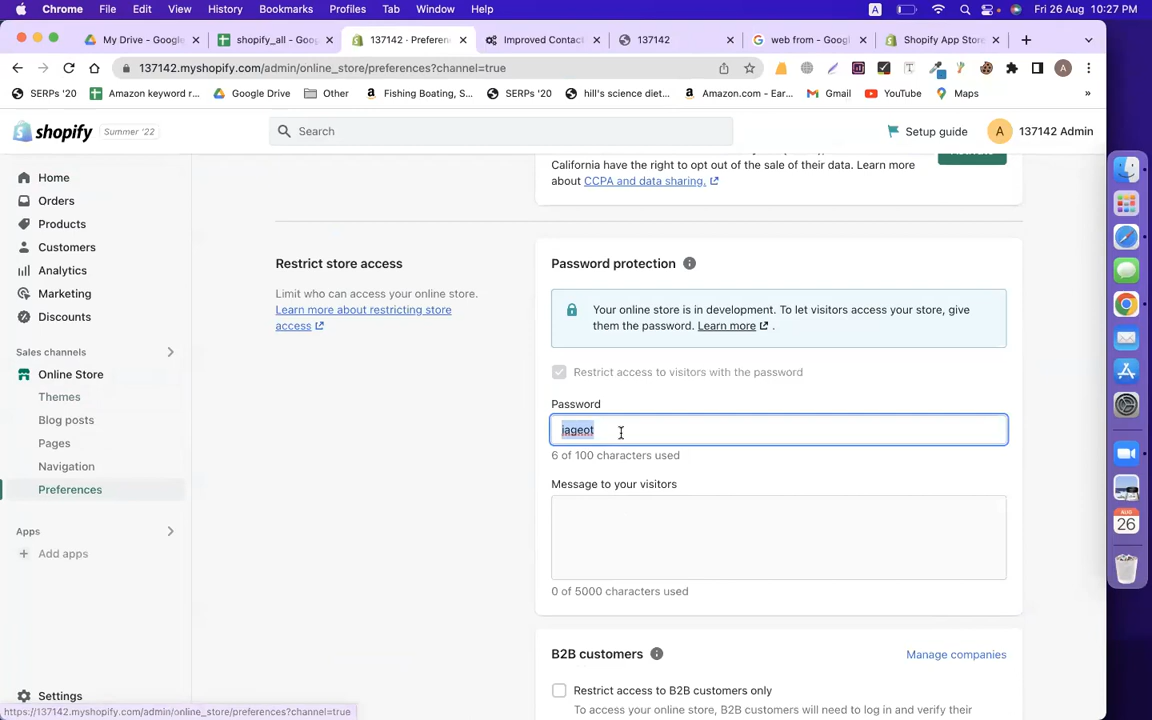 Chrome File Edit View History Bookmarks Profiles Tab Window Help A Fri 26 Aug 10:27 PM
My Drive - Google shopify_all - Google 137142 · Preferen Improved Contac 137142 web from - Google Shopify App Store
137142.myshopify.com/admin/online_store/preferences?channel=true A
SERPs '20 Amazon keyword r... Google Drive Other Fishing Boating, S... SERPs '20 hill's science diet... Amazon.com - Ear... Gmail YouTube Maps »
shopify Summer '22 Search Setup guide A 137142 Admin
Home
Orders
Products
Customers
Analytics
Marketing
Discounts
Sales channels
Online Store
Themes
Blog posts
Pages
Navigation
Preferences
Apps
Add apps
Settings
https://137142.myshopify.com/admin/online_store/preferences?channel=true
California have the right to opt out of the sale of their data. Learn more
about CCPA and data sharing.
Restrict store access
Limit who can access your online store.
Learn more about restricting store
access
Password protection
Your online store is in development. To let visitors access your store, give
them the password. Learn more .
Restrict access to visitors with the password
Password
iageot
6 of 100 characters used
Message to your visitors
0 of 5000 characters used
B2B customers Manage companies
Restrict access to B2B customers only
To access your online store, B2B customers will need to log in and verify their
AUG
26